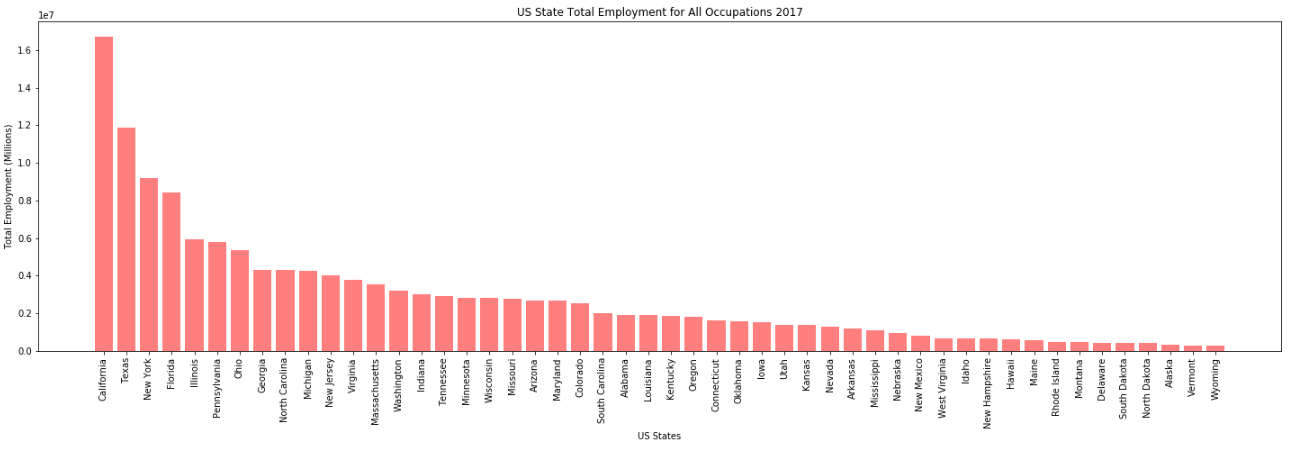 US State Total Employment for All Occupations 2017
1e7
Total Employment (Millions)
1.6
1.4
1.2
1.0
0.8
0.6
0.4
0.2
0.0
California
Texas
New York
Florida
Illinois
Pennsylvania
Ohio
Georgia
North Carolina
Michigan
New Jersey
Virginia
Massachusetts
Washington
Indiana
Tennessee
Minnesota
Wisconsin
Missouri
Arizona
Maryland
Colorado
South Carolina
Alabama
Louisiana
Kentucky
Oregon
Connecticut
Oklahoma
Iowa
Utah
Kansas
Nevada
Arkansas
Mississippi
Nebraska
New Mexico
West Virginia
Idaho
New Hampshire
Hawaii
Maine
Rhode Island
Montana
Delaware
South Dakota
North Dakota
Alaska
Vermont
Wyoming
US States